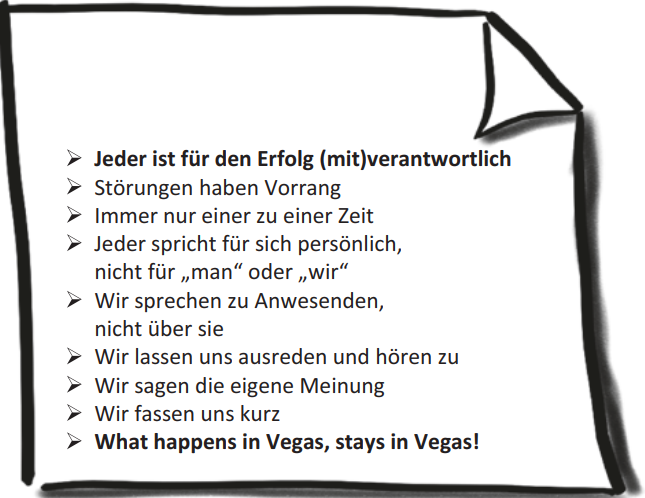 ➢ Jeder ist für den Erfolg (mit)verantwortlich
➢ Störungen haben Vorrang
➢ Immer nur einer zu einer Zeit
➢ Jeder spricht für sich persönlich,
nicht für „man“ oder „wir“
➢ Wir sprechen zu Anwesenden,
nicht über sie
➢ Wir lassen uns ausreden und hören zu
➢ Wir sagen die eigene Meinung
➢ Wir fassen uns kurz
➢ What happens in Vegas, stays in Vegas!